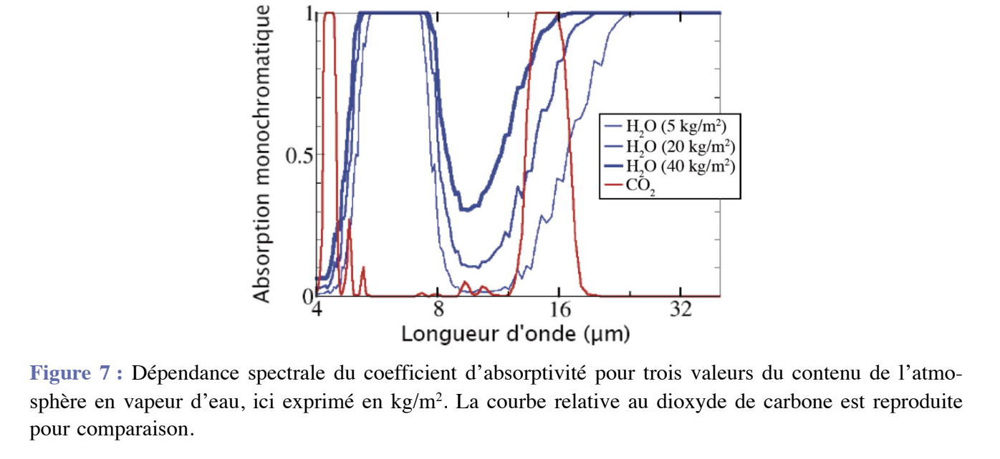 Absorption monochromatique
1
0.5
0
4
8
16
32
Longueur d'onde (μm)
H₂O (5 kg/m²)
H₂O (20 kg/m²)
H₂O (40 kg/m²)
CO₂
Figure 7 : Dépendance spectrale du coefficient d’absorptivité pour trois valeurs du contenu de l’atmo-
sphère en vapeur d’eau, ici exprimé en kg/m². La courbe relative au dioxyde de carbone est reproduite
pour comparaison.